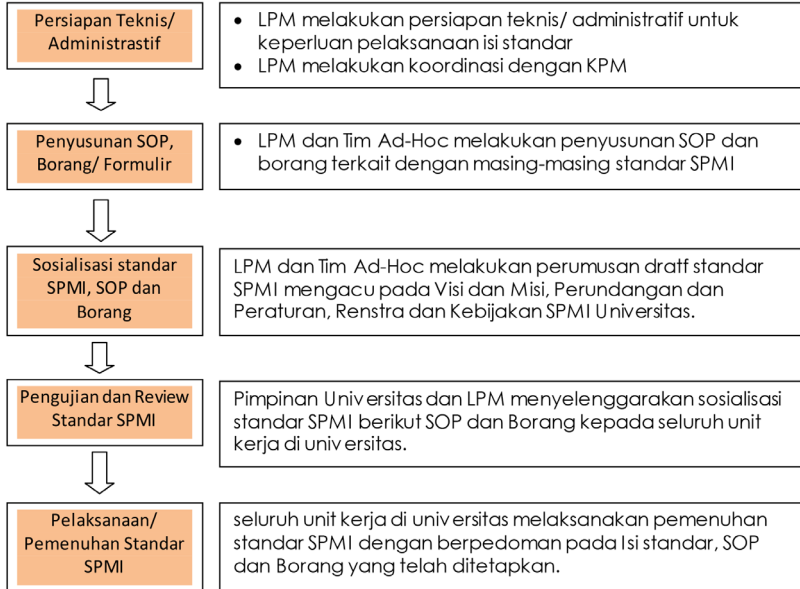 Persiapan Teknis/
Administrastif
• LPM melakukan persiapan teknis/ administratif untuk
keperluan pelaksanaan isi standar
• LPM melakukan koordinasi dengan KPM
Penyusunan SOP,
Borang/ Formulir
• LPM dan Tim Ad-Hoc melakukan penyusunan SOP dan
borang terkait dengan masing-masing standar SPMI
Sosialisasi standar
SPMI, SOP dan
Borang
LPM dan Tim Ad-Hoc melakukan perumusan dratf standar
SPMI mengacu pada Visi dan Misi, Perundangan dan
Peraturan, Renstra dan Kebijakan SPMI Universitas.
Pengujian dan Review
Standar SPMI
Pimpinan Universitas dan LPM menyelenggarakan sosialisasi
standar SPMI berikut SOP dan Borang kepada seluruh unit
kerja di universitas.
Pelaksanaan/
Pemenuhan Standar
SPMI
seluruh unit kerja di universitas melaksanakan pemenuhan
standar SPMI dengan berpedoman pada Isi standar, SOP
dan Borang yang telah ditetapkan.